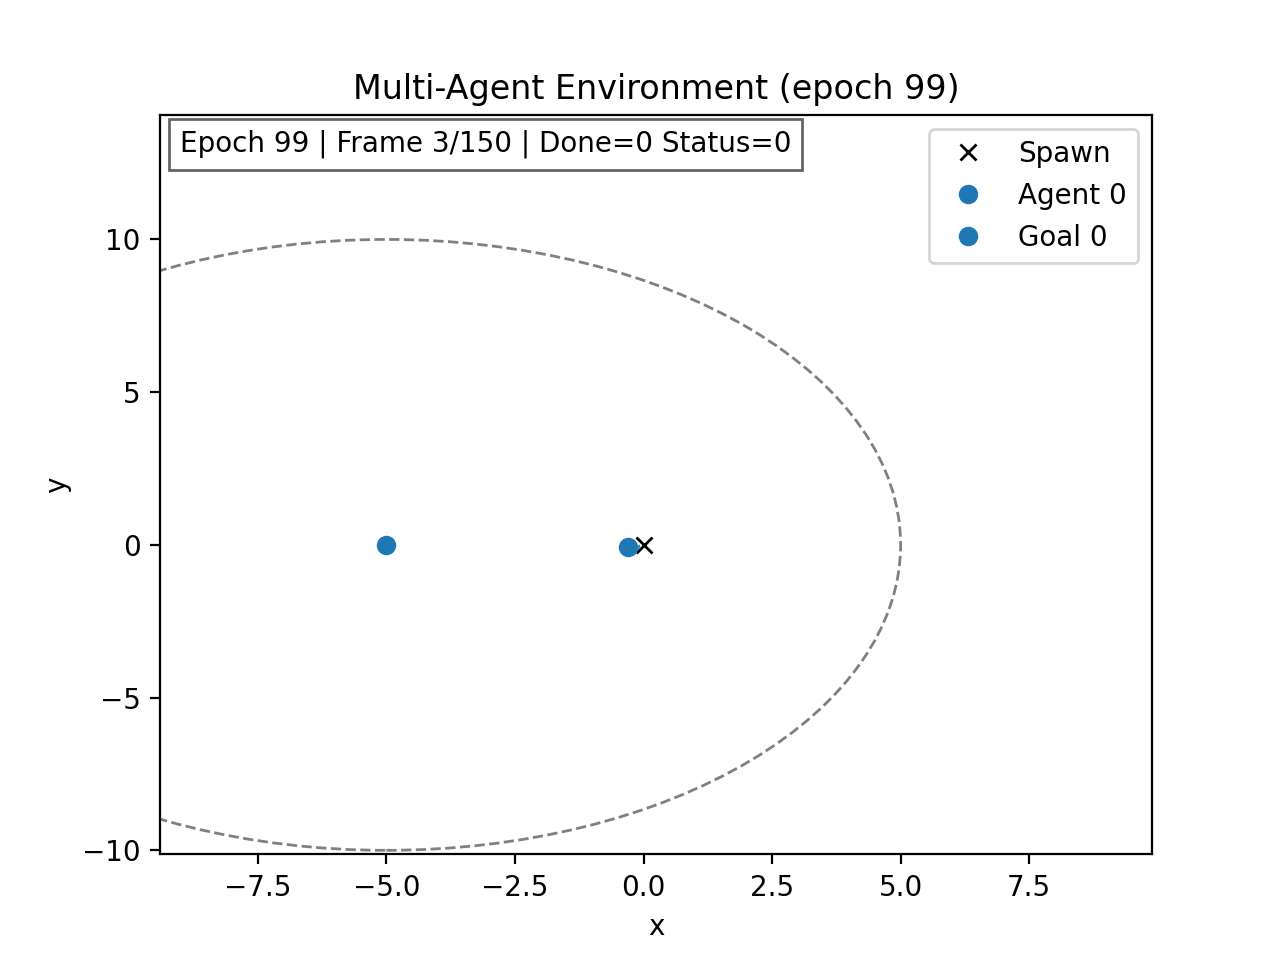 Multi-Agent Environment (epoch 99)
Epoch 99 | Frame 3/150 | Done=0 Status=0
Spawn
Agent 0
Goal 0
10
5
0
−5
−10
y
−7.5 −5.0 −2.5 0.0 2.5 5.0 7.5
x